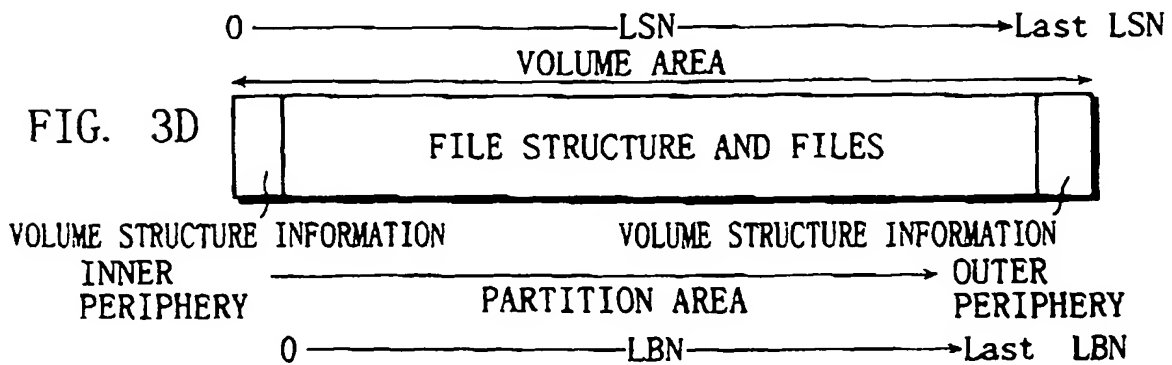 0 LSN Last LSN
VOLUME AREA
FIG. 3D
FILE STRUCTURE AND FILES
VOLUME STRUCTURE INFORMATION VOLUME STRUCTURE INFORMATION
INNER PERIPHERY
PARTITION AREA
OUTER PERIPHERY
0 LBN Last LBN